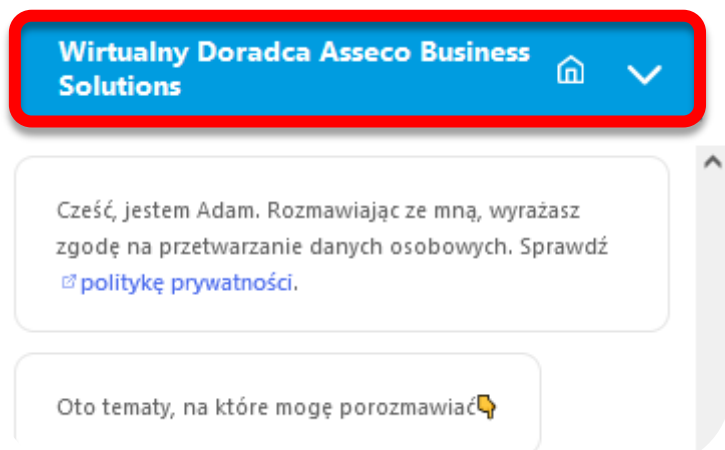 Wirtualny Doradca Asseco Business
Solutions
Cześć, jestem Adam. Rozmawiając ze mną, wyrażasz
zgodę na przetwarzanie danych osobowych. Sprawdź
politykę prywatności.
Oto tematy, na które mogę porozmawiać👇